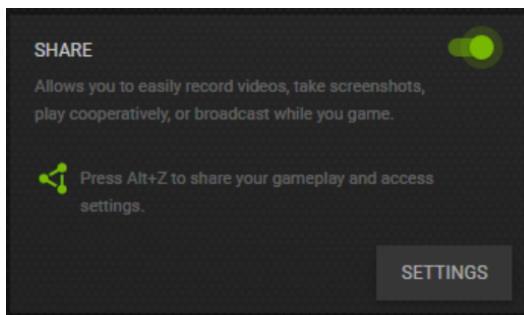 SHARE
Allows you to easily record videos, take screenshots,
play cooperatively, or broadcast while you game.
Press Alt+Z to share your gameplay and access
settings.
SETTINGS